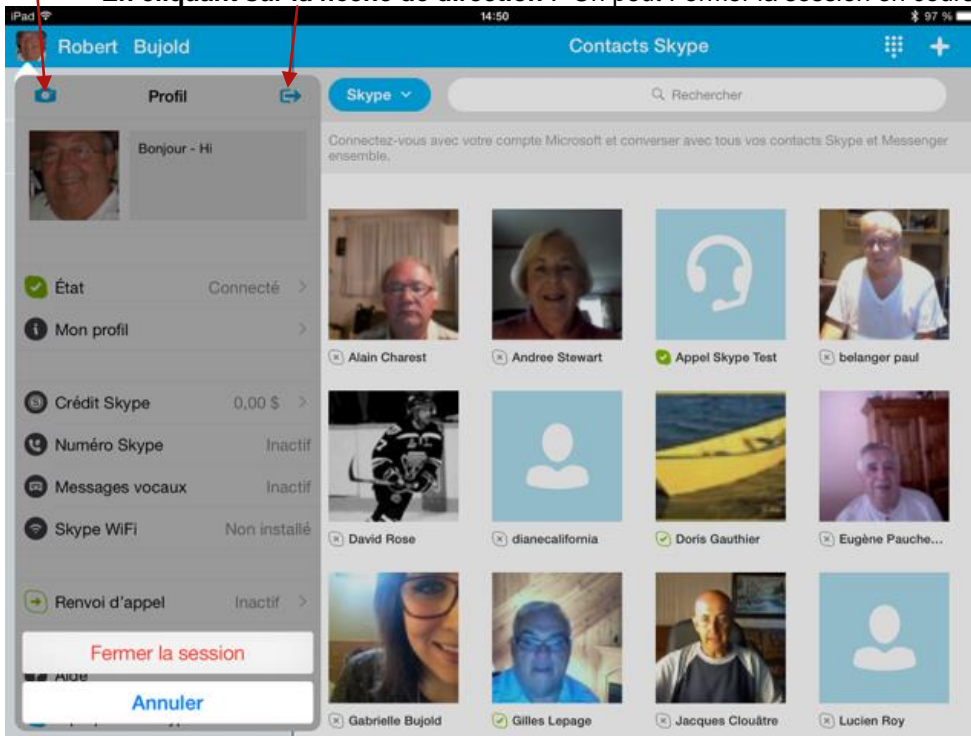 En cliquant sur la flèche de direction : On peut Fermer la session en cours
iPad 14:50 97 %
Robert Bujold Contacts Skype
Profil Skype Rechercher
Bonjour - Hi
Connectez-vous avec votre compte Microsoft et converser avec tous vos contacts Skype et Messenger
ensemble.
État Connecté
Mon profil
Alain Charest Andree Stewart Appel Skype Test belanger paul
Crédit Skype 0,00 $
Numéro Skype Inactif
Messages vocaux Inactif
Skype WiFi Non installé
David Rose dianecalifornia Doris Gauthier Eugène Pauche...
Renvoi d'appel Inactif
Fermer la session
Aide
Annuler
Gabrielle Bujold Gilles Lepage Jacques Clouâtre Lucien Roy